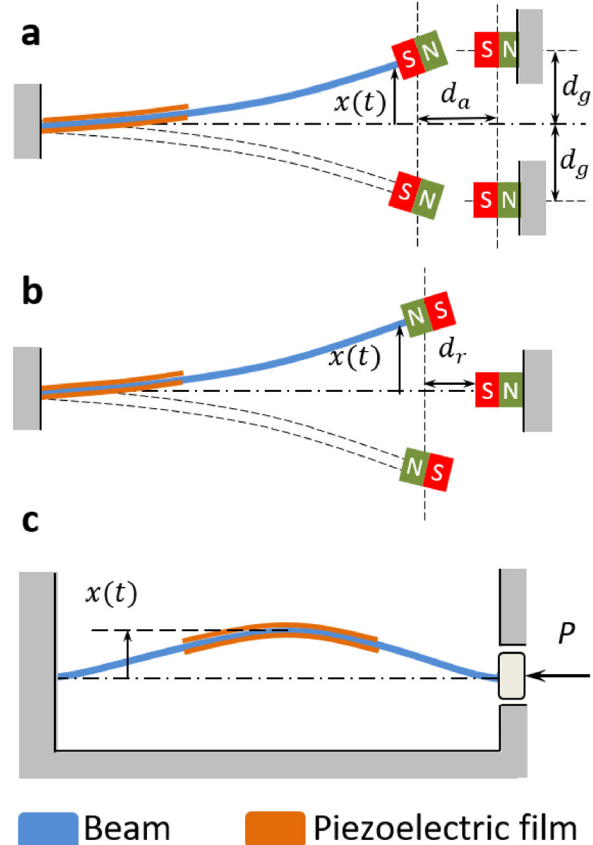 a
S N S N
x(t) d_a d_g
d_g
S N S N
b
N S
x(t) d_r
S N
N S
c
x(t)
P
Beam Piezoelectric film